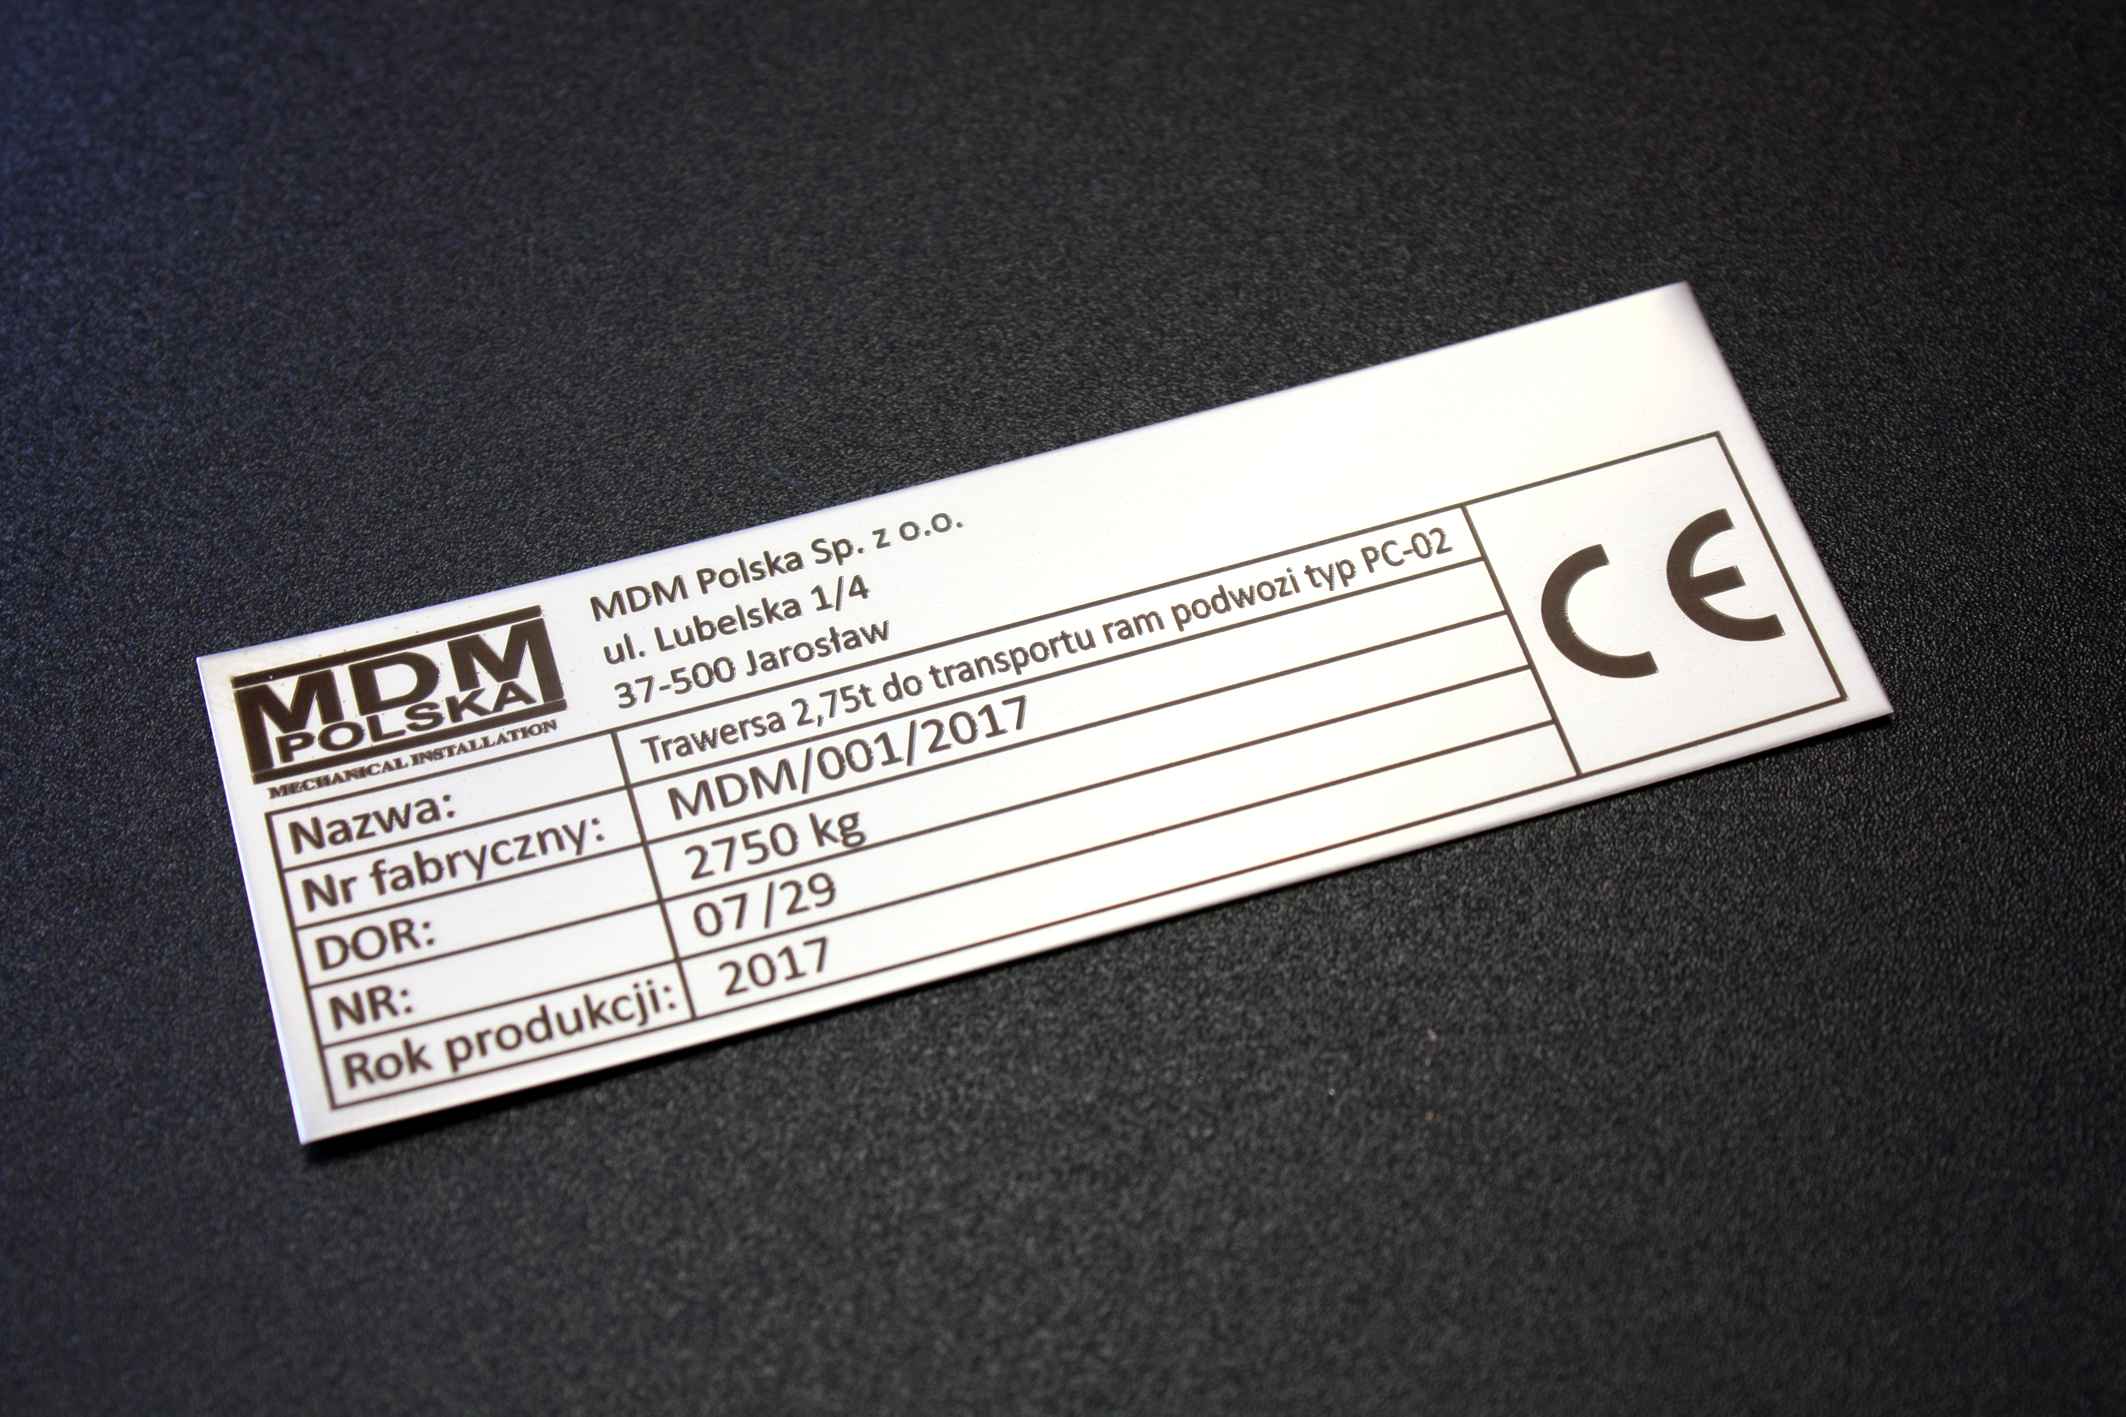 MDM
POLSKA
MECHANICAL INSTALLATION
MDM Polska Sp. z o.o.
ul. Lubelska 1/4
37-500 Jarosław
Nazwa: Trawersa 2,75t do transportu ram podwozi typ PC-02
Nr fabryczny: MDM/001/2017
DOR: 2750 kg
NR: 07/29
Rok produkcji: 2017
CE